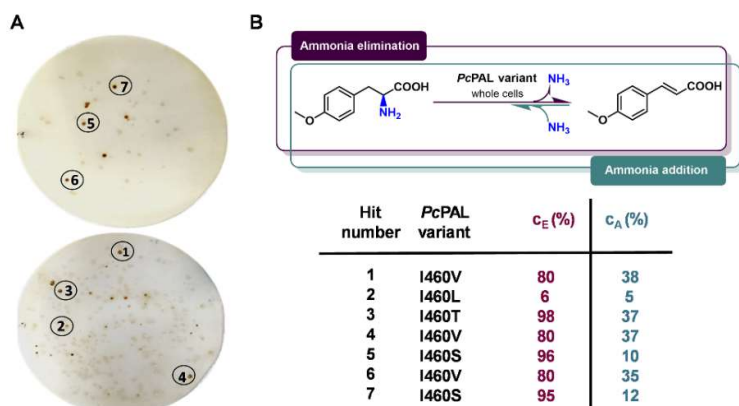 A
7
5
6
1
3
2
4
B
Ammonia elimination
COOH
NH₂
O
PcPAL variant
whole cells
NH₃
NH₃
COOH
O
Ammonia addition
Hit number PcPAL variant c_E (%) c_A (%)
1 I460V 80 38
2 I460L 6 5
3 I460T 98 37
4 I460V 80 37
5 I460S 96 10
6 I460V 80 35
7 I460S 95 12